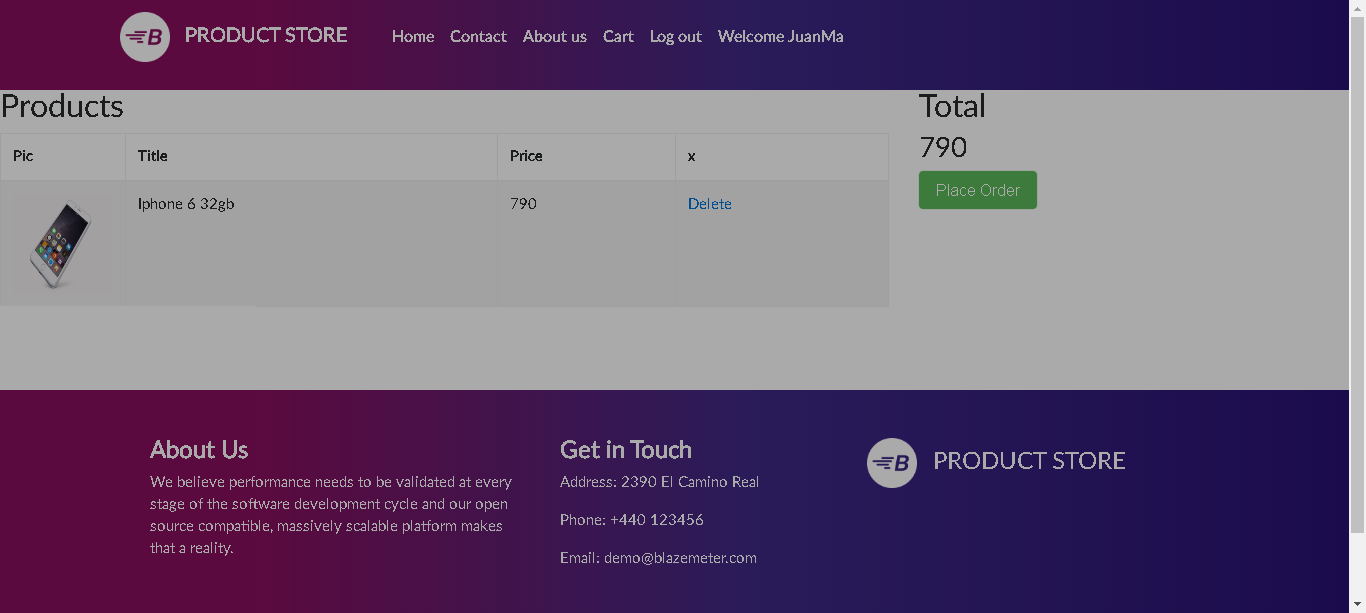 PRODUCT STORE Home Contact About us Cart Log out Welcome JuanMa
Products
Pic Title Price x
Iphone 6 32gb 790 Delete
Total
790
Place Order
About Us
We believe performance needs to be validated at every
stage of the software development cycle and our open
source compatible, massively scalable platform makes
that a reality.
Get in Touch
Address: 2390 El Camino Real
Phone: +440 123456
Email: demo@blazemeter.com
B PRODUCT STORE